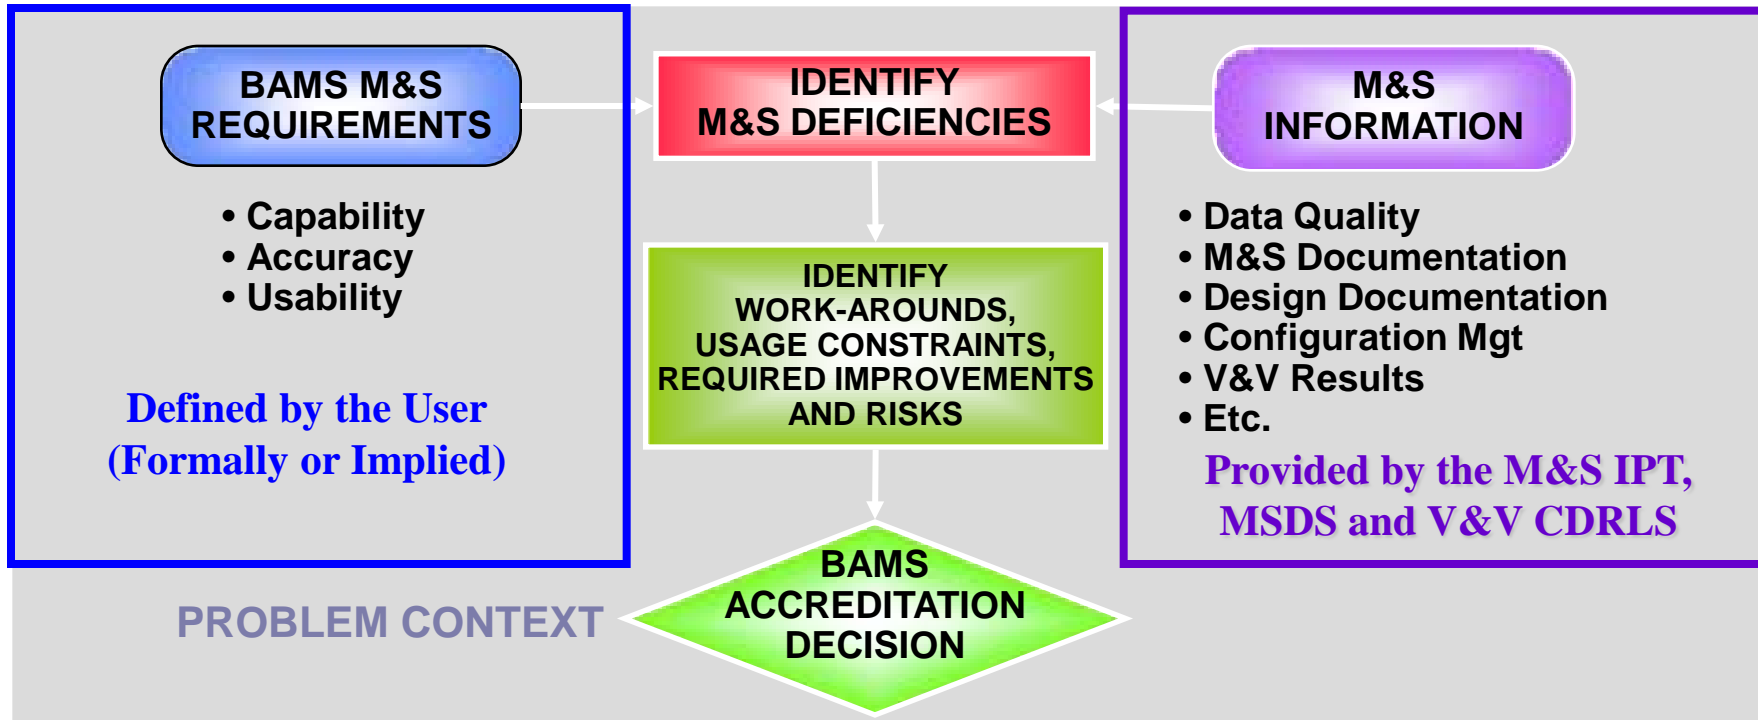 BAMS M&S
REQUIREMENTS
• Capability
• Accuracy
• Usability
Defined by the User
(Formally or Implied)
IDENTIFY
M&S DEFICIENCIES
IDENTIFY
WORK-AROUNDS,
USAGE CONSTRAINTS,
REQUIRED IMPROVEMENTS
AND RISKS
BAMS
ACCREDITATION
DECISION
M&S
INFORMATION
• Data Quality
• M&S Documentation
• Design Documentation
• Configuration Mgt
• V&V Results
• Etc.
Provided by the M&S IPT,
MSDS and V&V CDRLS
PROBLEM CONTEXT